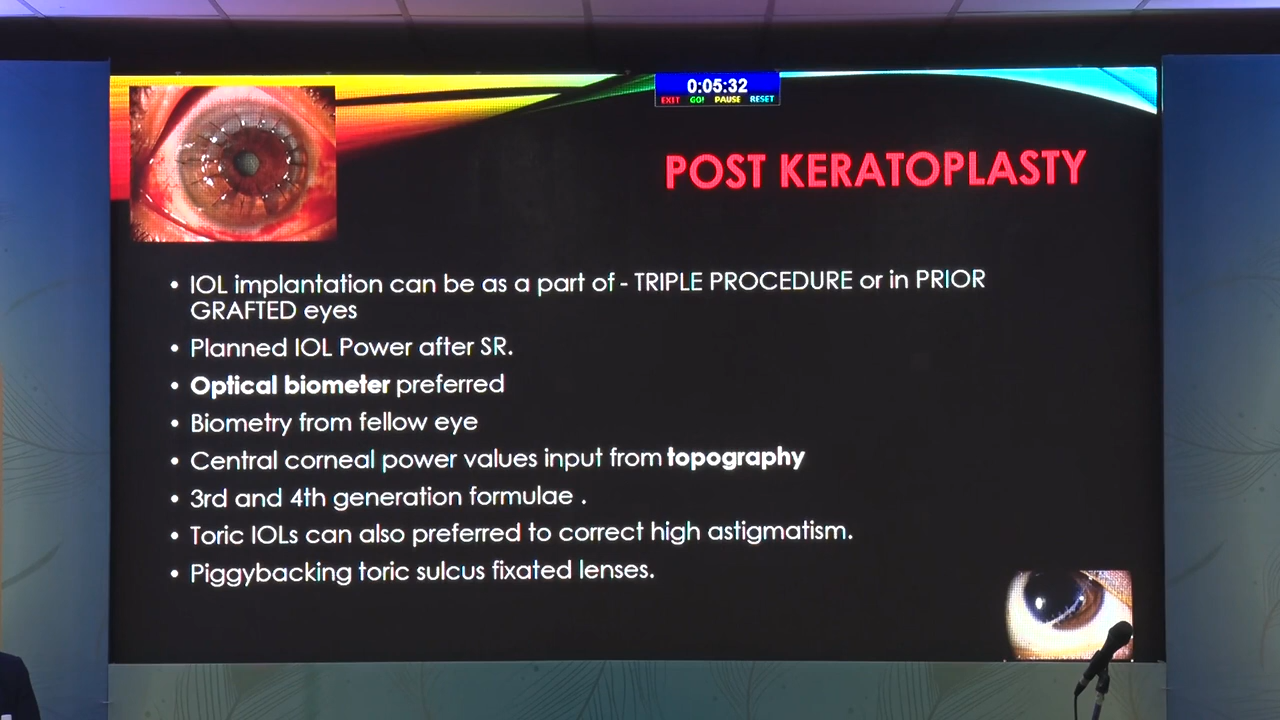 0:05:32
EXIT GO! PAUSE RESET
POST KERATOPLASTY
• IOL implantation can be as a part of - TRIPLE PROCEDURE or in PRIOR
GRAFTED eyes
• Planned IOL Power after SR.
• Optical biometer preferred
• Biometry from fellow eye
• Central corneal power values input from topography
• 3rd and 4th generation formulae .
• Toric IOLs can also preferred to correct high astigmatism.
• Piggybacking toric sulcus fixated lenses.